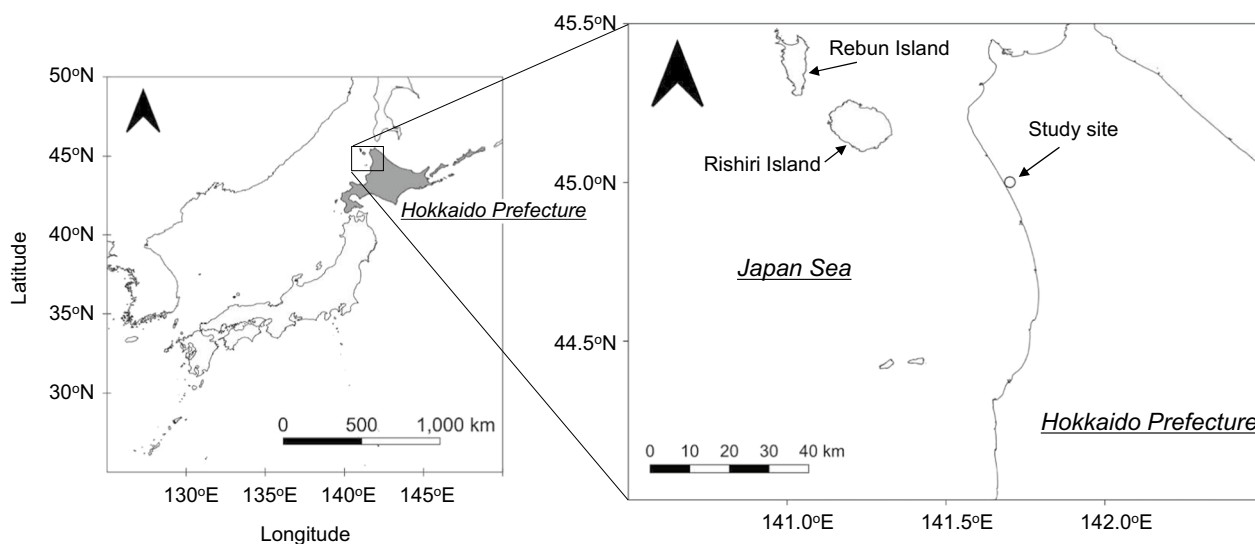 50°N
45°N
40°N
35°N
30°N
Latitude
130°E 135°E 140°E 145°E
Longitude
Hokkaido Prefecture
0 500 1,000 km
45.5°N
45.0°N
44.5°N
Rebun Island
Rishiri Island
Study site
Japan Sea
Hokkaido Prefecture
0 10 20 30 40 km
141.0°E 141.5°E 142.0°E